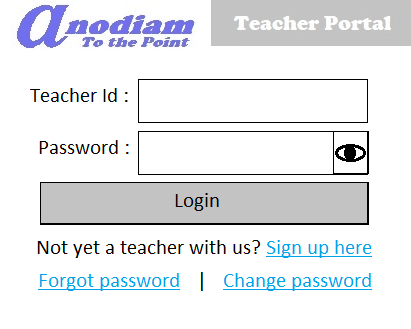 anodiam
To the Point
Teacher Portal
Teacher Id :
Password :
Login
Not yet a teacher with us? Sign up here
Forgot password | Change password